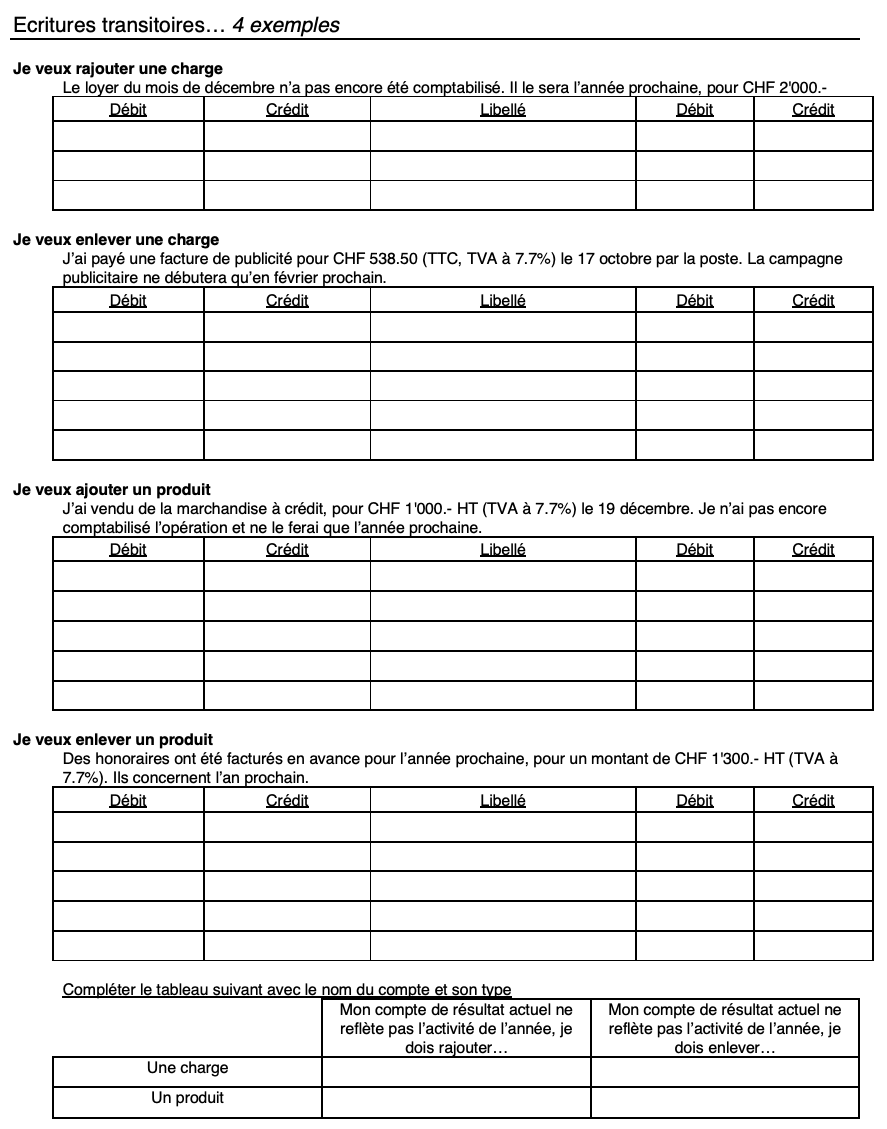 Ecritures transitoires… 4 exemples
Je veux rajouter une charge
Le loyer du mois de décembre n’a pas encore été comptabilisé. Il le sera l’année prochaine, pour CHF 2'000.-
Débit Crédit Libellé Débit Crédit
Je veux enlever une charge
J’ai payé une facture de publicité pour CHF 538.50 (TTC, TVA à 7.7%) le 17 octobre par la poste. La campagne
publicitaire ne débutera qu’en février prochain.
Débit Crédit Libellé Débit Crédit
Je veux ajouter un produit
J’ai vendu de la marchandise à crédit, pour CHF 1'000.- HT (TVA à 7.7%) le 19 décembre. Je n’ai pas encore
comptabilisé l’opération et ne le ferai que l’année prochaine.
Débit Crédit Libellé Débit Crédit
Je veux enlever un produit
Des honoraires ont été facturés en avance pour l’année prochaine, pour un montant de CHF 1'300.- HT (TVA à
7.7%). Ils concernent l’an prochain.
Débit Crédit Libellé Débit Crédit
Compléter le tableau suivant avec le nom du compte et son type
Mon compte de résultat actuel ne
reflète pas l’activité de l’année, je
dois rajouter…
Mon compte de résultat actuel ne
reflète pas l’activité de l’année, je
dois enlever…
Une charge
Un produit